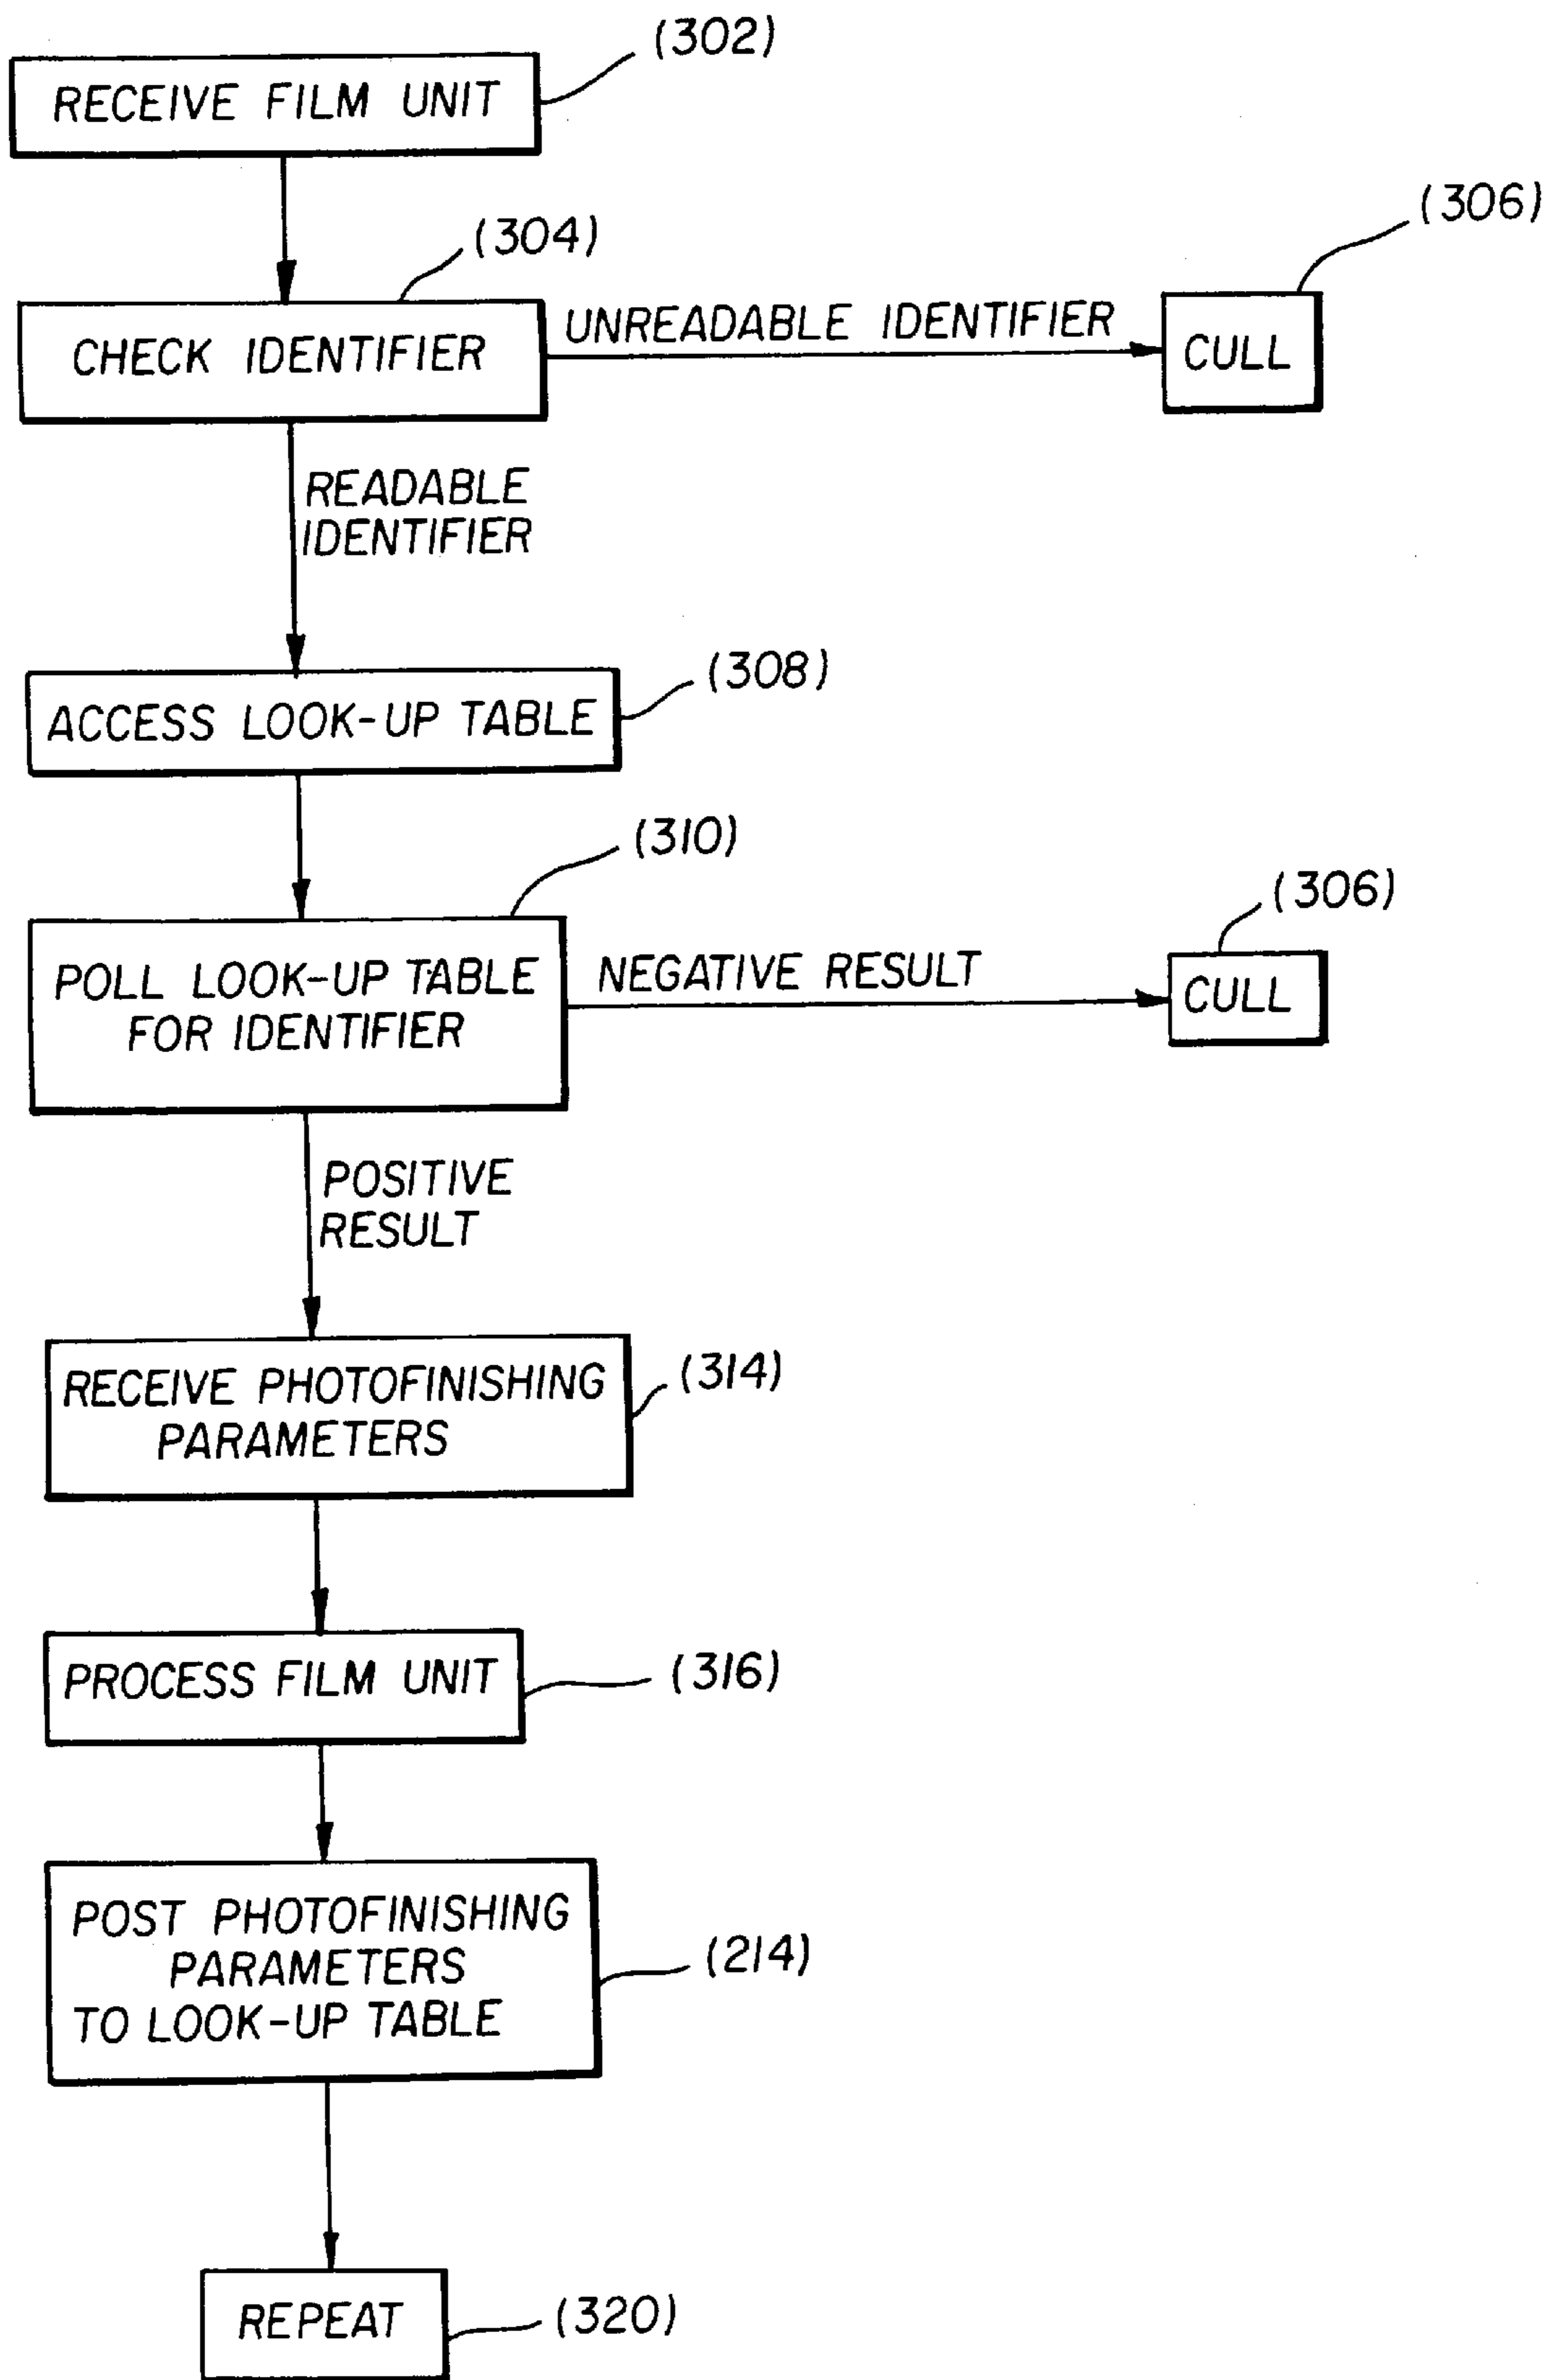 (302)
RECEIVE FILM UNIT
(304)
(306)
CHECK IDENTIFIER
UNREADABLE IDENTIFIER
CULL
READABLE
IDENTIFIER
(308)
ACCESS LOOK-UP TABLE
(310)
(306)
POLL LOOK-UP TABLE
FOR IDENTIFIER
NEGATIVE RESULT
CULL
POSITIVE
RESULT
RECEIVE PHOTOFINISHING
PARAMETERS
(314)
PROCESS FILM UNIT
(316)
POST PHOTOFINISHING
PARAMETERS
TO LOOK-UP TABLE
(214)
REPEAT
(320)